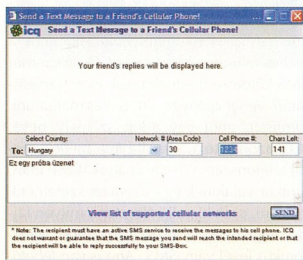 Send a Text Message to a Friend's Cellular Phone!
icq Send a Text Message to a Friend's Cellular Phone!
Your friend's replies will be displayed here.
Select Country: Network # (Area Code): Cell Phone #: Chars Left:
To: Hungary 30 1234 141
Ez egy próba üzenet
View list of supported cellular networks SEND
* Note: The recipient must have an active SMS service to receive the messages to his cell phone. ICQ
does not warrant or guarantee that the SMS message you send will reach the intended recipient or that
the recipient will be able to reply successfully to your SMS-Box.